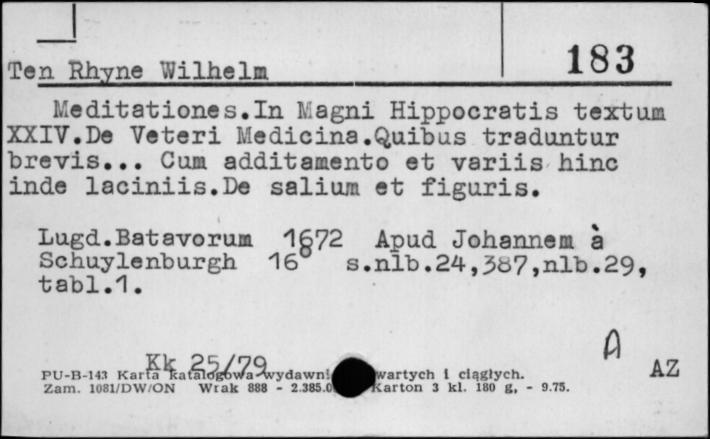 183
Ten Rhyne Wilhelm
Meditationes.In Magni Hippocratis textum
XXIV.De Veteri Medicina.Quibus traduntur
brevis... Cum additamento et variis hinc
inde laciniis.De salium et figuris.
Lugd.Batavorum 1672 Apud Johannem à
Schuylenburgh 16° s.nlb.24,387,nlb.29,
tabl.1.
A
Kk 25/79
AZ
PU-B-143 Karta katalogowa wydawni wartych i ciągłych.
Zam. 1081/DW/ON Wrak 888 - 2.385.0 Karton 3 kl. 180 g, - 9.75.